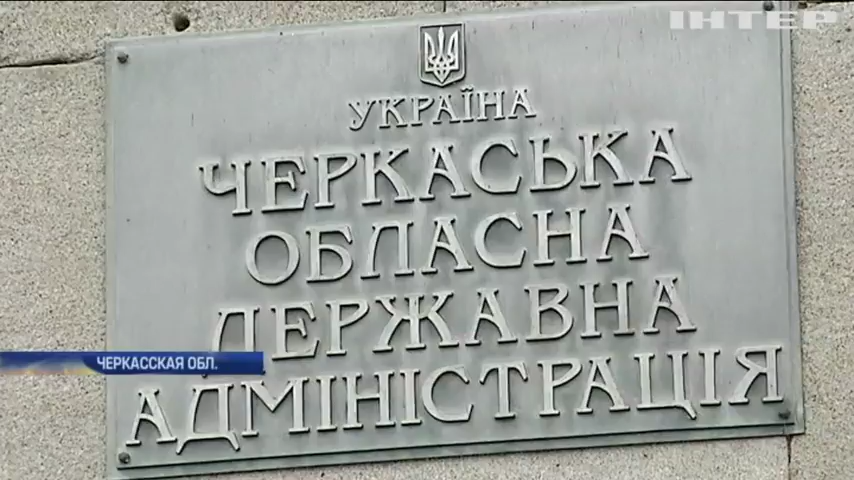 ІНТЕР
УКРАЇНА
ЧЕРКАСЬКА
ОБЛАСНА
ДЕРЖАВНА
ЧЕРКАССКАЯ ОБЛ.
АДМІНІСТРАЦІЯ